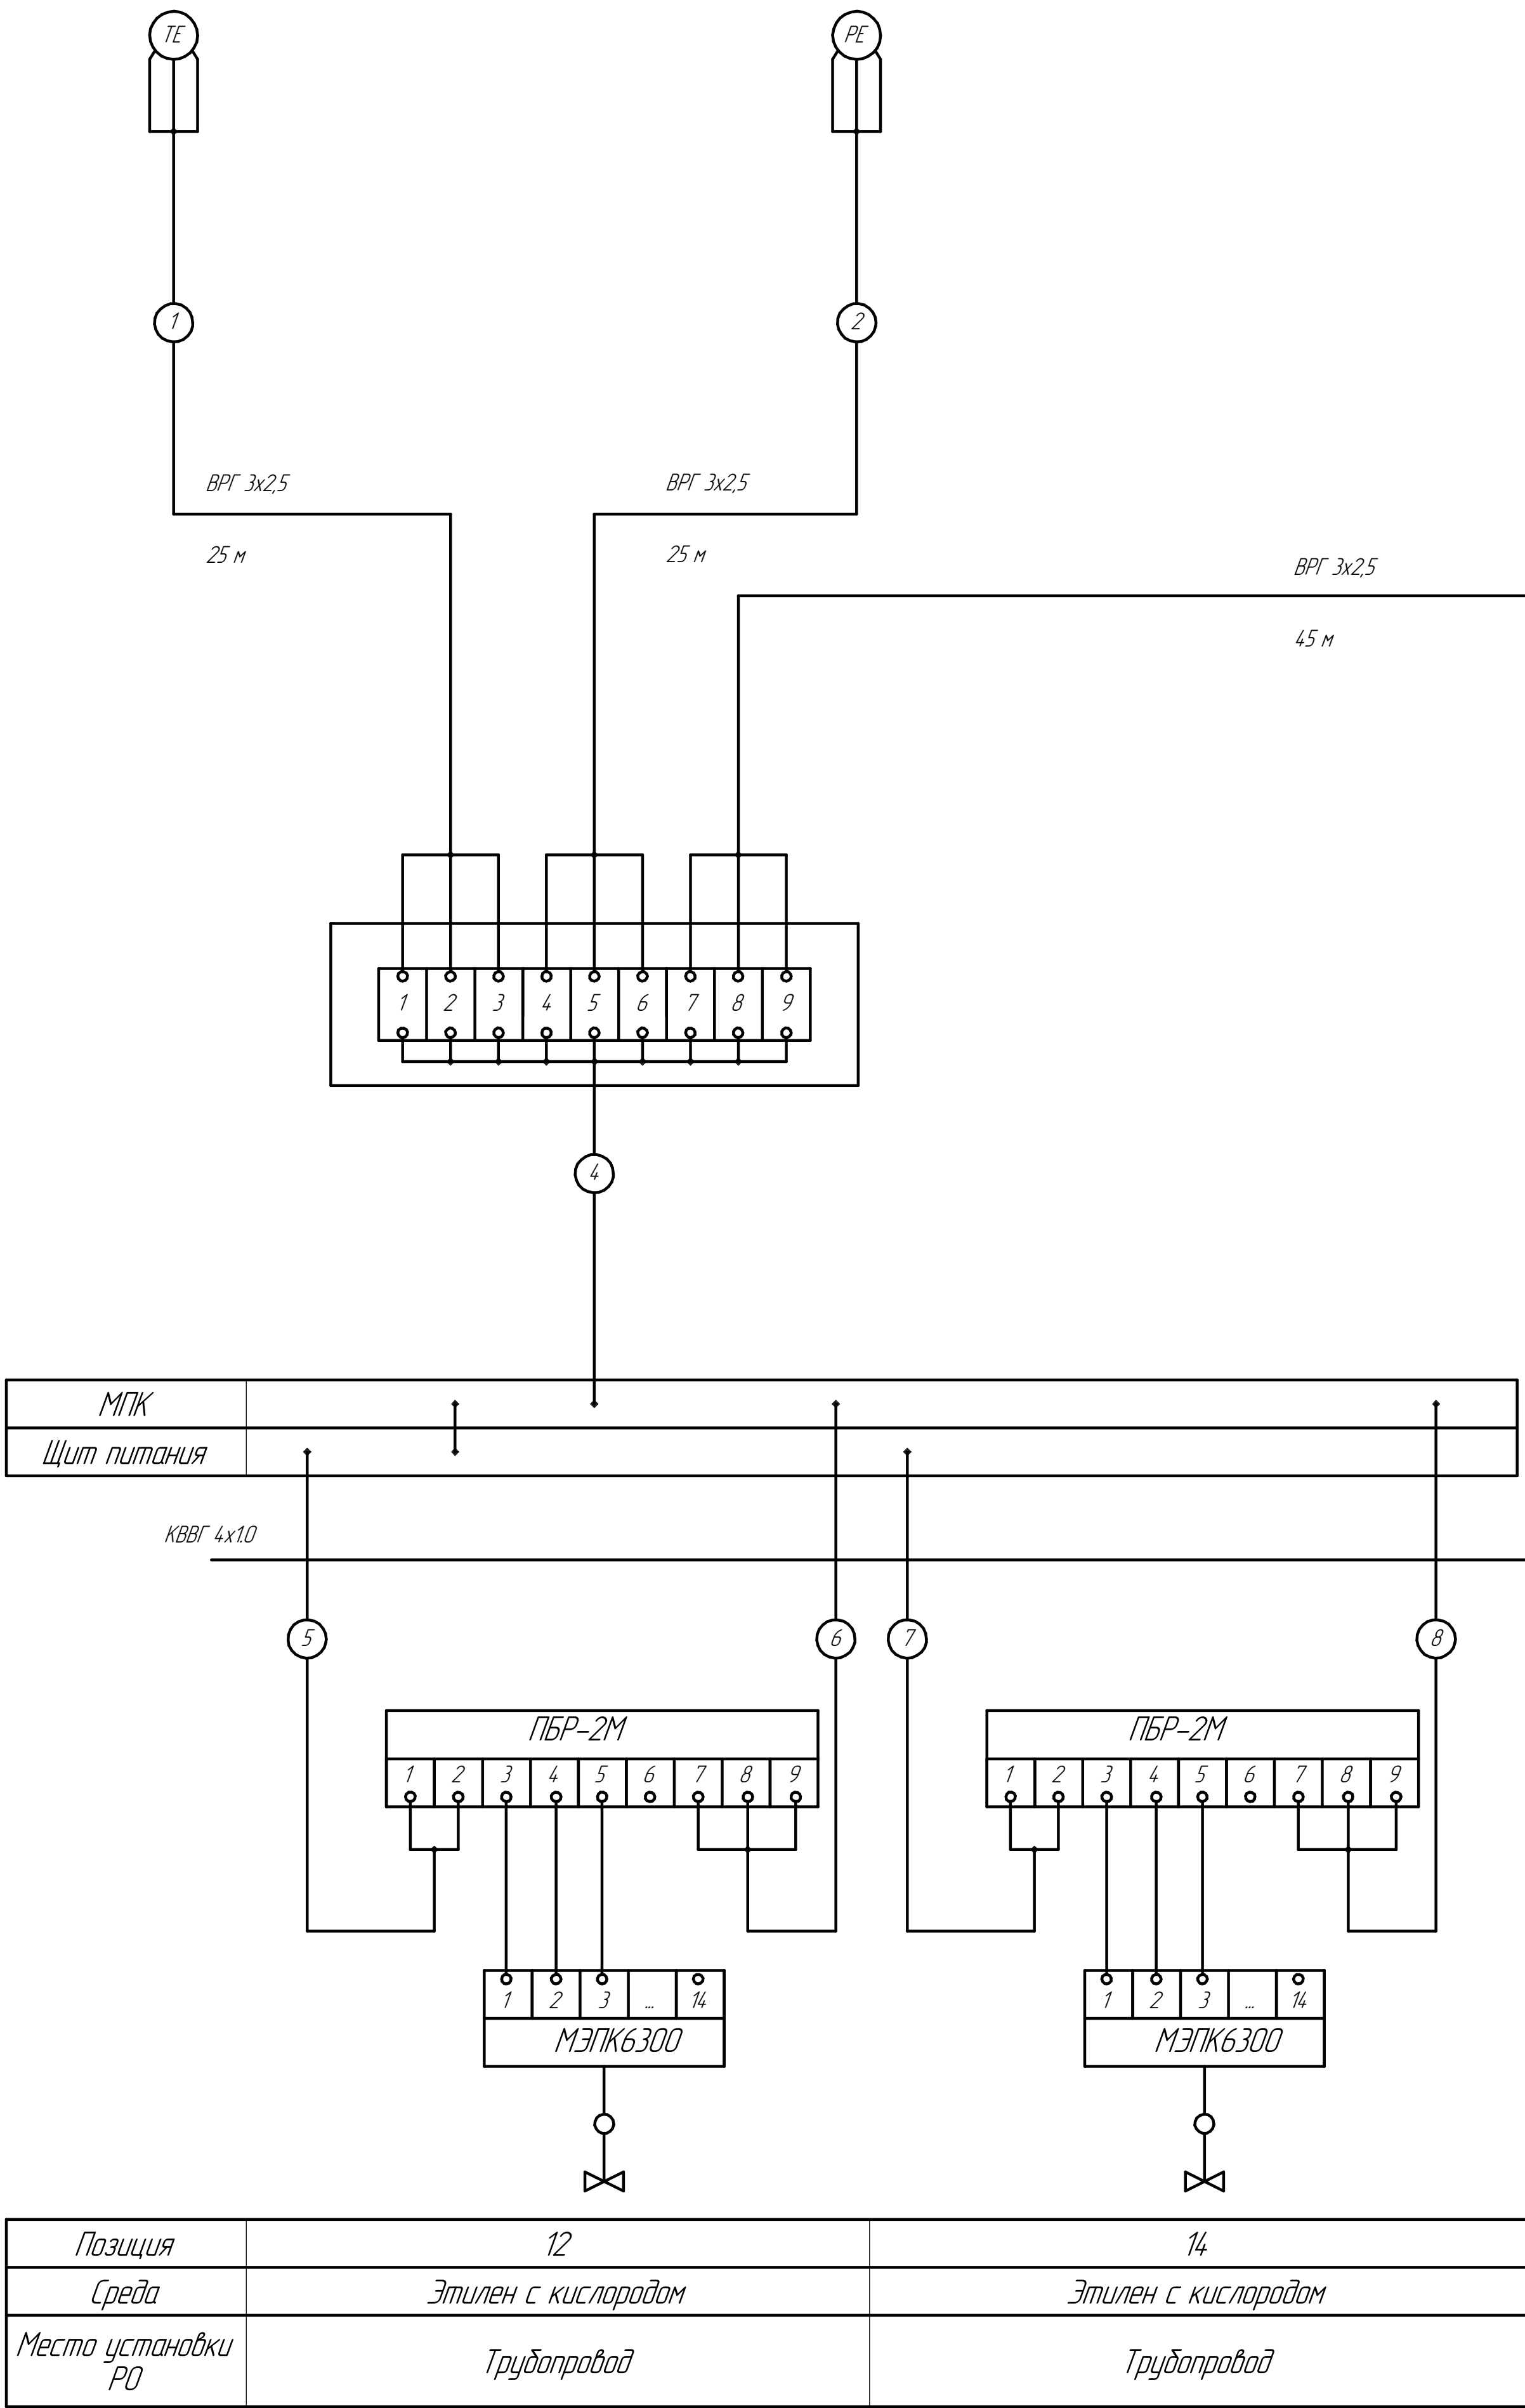 TE
PE
1
2
ВРГ 3х2,5
ВРГ 3х2,5
25 м
25 м
ВРГ 3х2,5
45 м
1 2 3 4 5 6 7 8 9
4
МПК
Щит питания
КВВГ 4х1.0
5
6
7
8
ПБР-2М
ПБР-2М
1 2 3 4 5 6 7 8 9
1 2 3 4 5 6 7 8 9
1 2 3 ... 14
1 2 3 ... 14
МЭПК6300
МЭПК6300
Позиция 12 14
Среда Этилен с кислородом Этилен с кислородом
Место установки
РО
Трубопровод Трубопровод